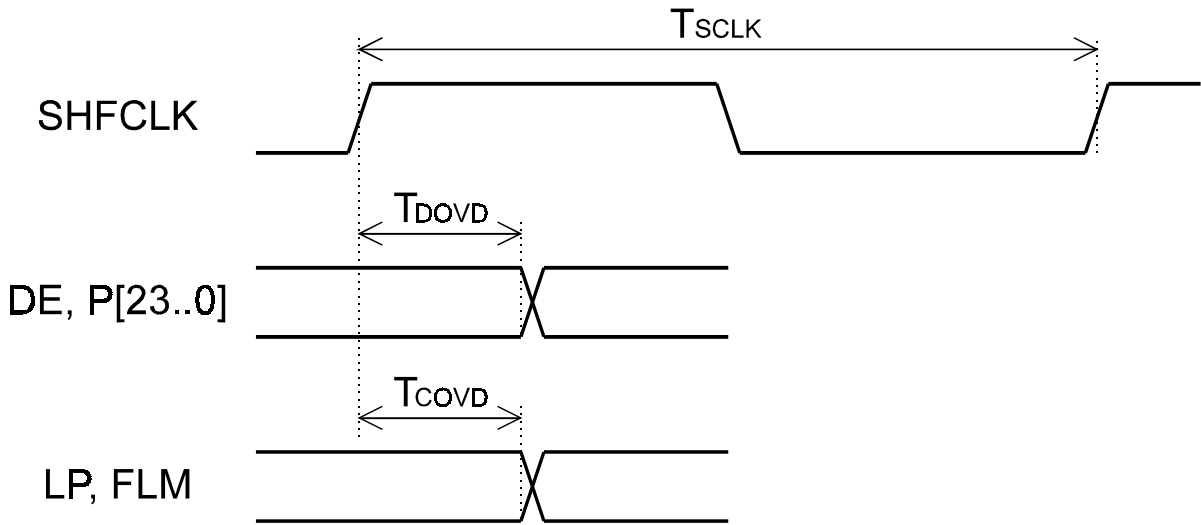 TSCLK
SHFCLK
TDOVD
DE, P[23..0]
TCOVD
LP, FLM